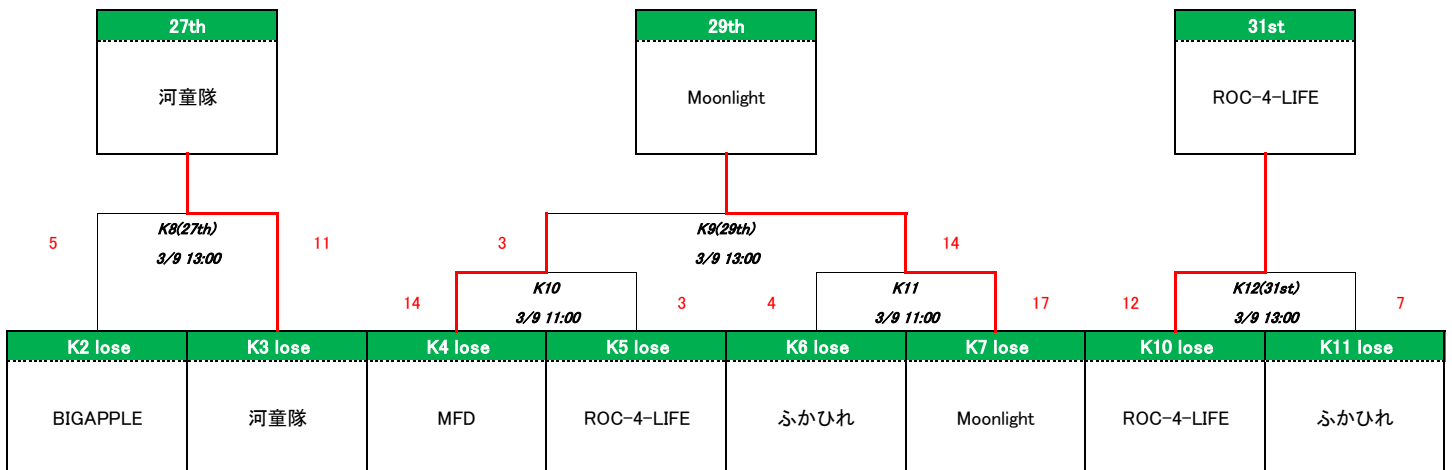 27th
29th
31st
河童隊
Moonlight
ROC-4-LIFE
K8(27th)
K9(29th)
5
11
3
14
3/9 13:00
3/9 13:00
K10
K11
K12(31st)
14
3
4
17
12
7
3/9 11:00
3/9 11:00
3/9 13:00
K2 lose
K3 lose
K4 lose
K5 lose
K6 lose
K7 lose
K10 lose
K11 lose
BIGAPPLE
河童隊
MFD
ROC-4-LIFE
ふかひれ
Moonlight
ROC-4-LIFE
ふかひれ